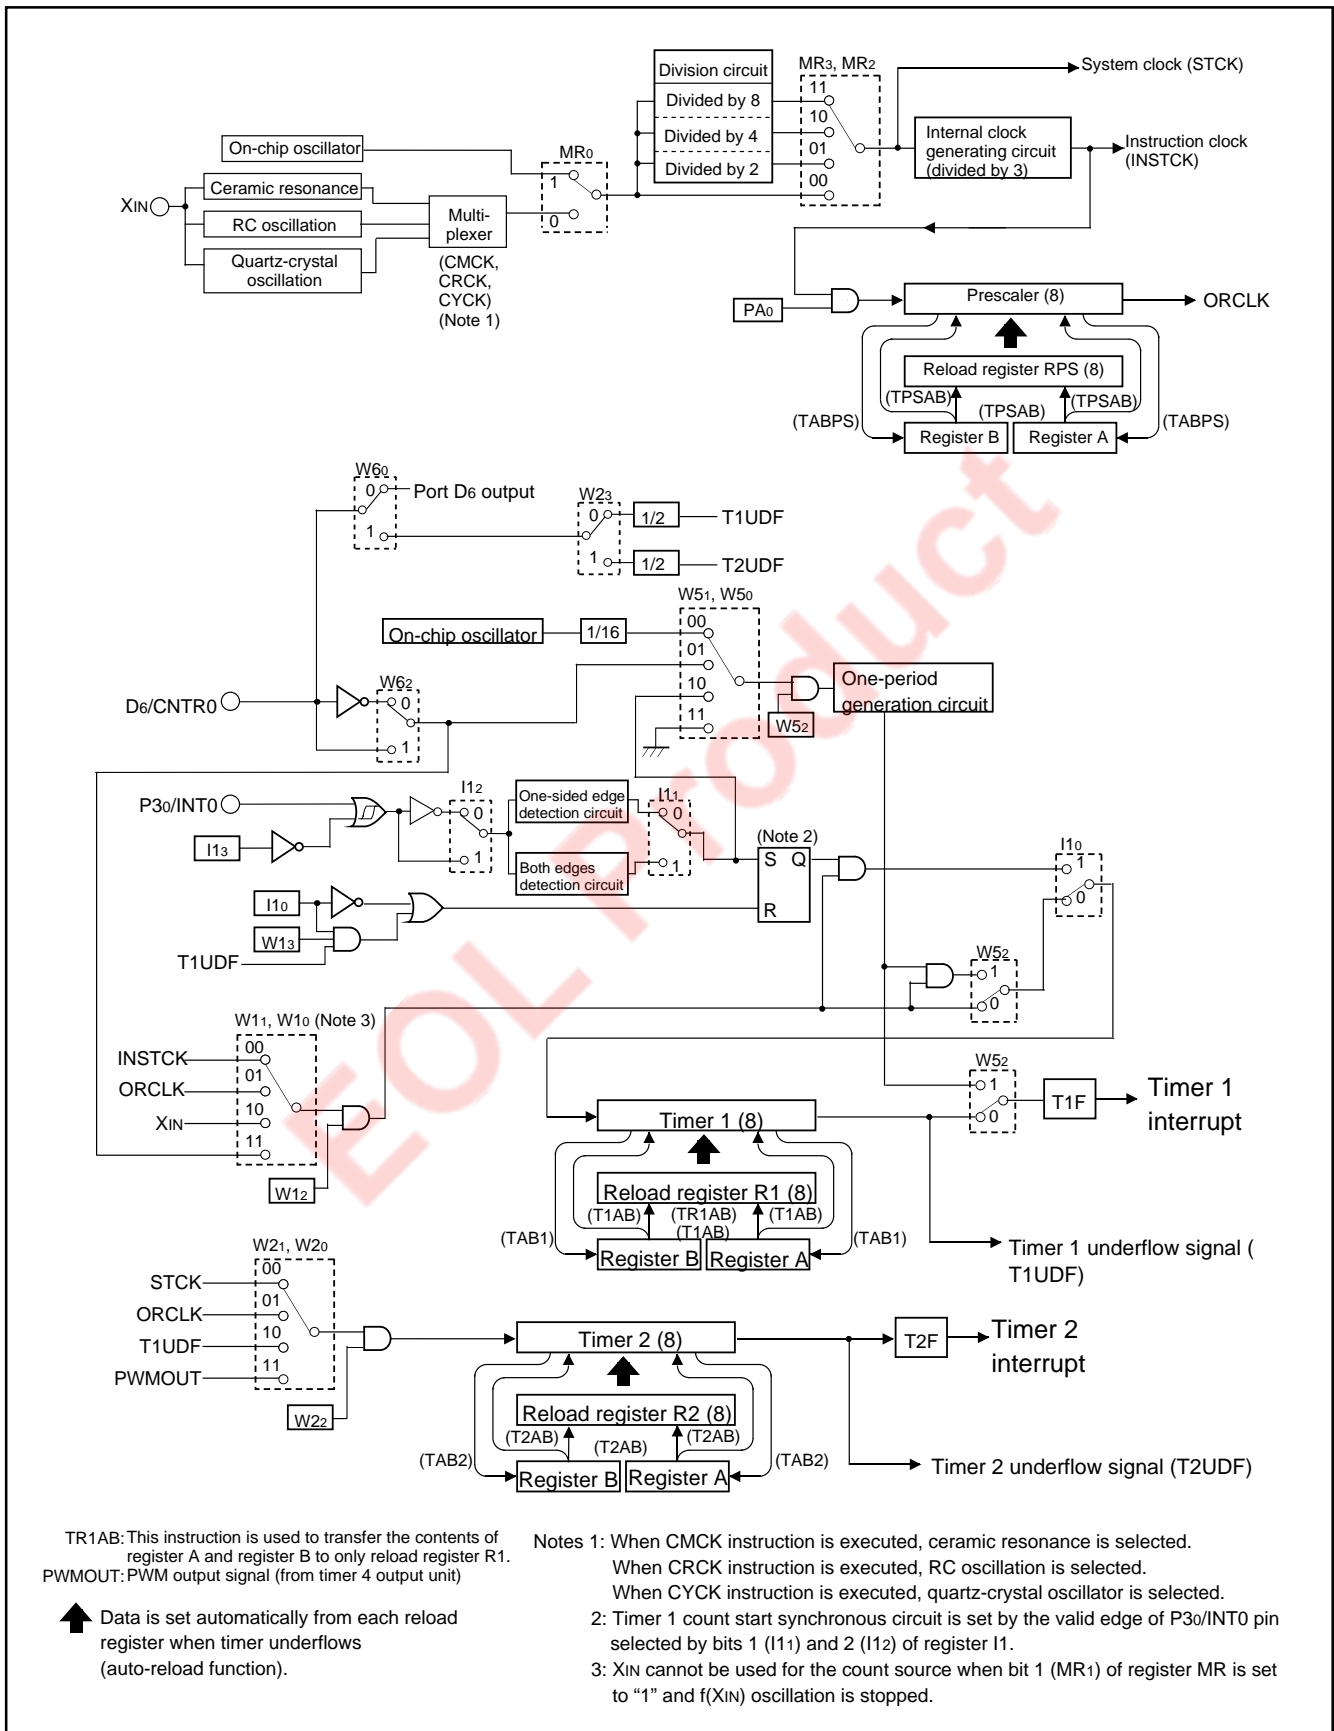 Division circuit
Divided by 8
Divided by 4
Divided by 2
MR3, MR2
11
10
01
00
System clock (STCK)
Internal clock
generating circuit
(divided by 3)
Instruction clock
(INSTCK)
On-chip oscillator
MR0
1
0
XIN
Ceramic resonance
RC oscillation
Quartz-crystal
oscillation
Multi-
plexer
(CMCK,
CRCK,
CYCK)
(Note 1)
PA0
Prescaler (8)
ORCLK
Reload register RPS (8)
(TPSAB)
(TPSAB)
(TPSAB)
(TABPS)
(TABPS)
Register B
Register A
W60
0
1
Port D6 output
W23
0
1
1/2
T1UDF
1/2
T2UDF
W51, W50
00
01
10
11
On-chip oscillator
1/16
D6/CNTR0
W62
0
1
W52
One-period
generation circuit
P30/INT0
I13
I12
0
1
One-sided edge
detection circuit
Both edges
detection circuit
I11
0
1
(Note 2)
S Q
R
I10
1
0
I10
W13
T1UDF
W52
1
0
W11, W10 (Note 3)
INSTCK
ORCLK
XIN
00
01
10
11
W12
W52
1
0
T1F
Timer 1
interrupt
Timer 1 (8)
Reload register R1 (8)
(T1AB)
(TR1AB)
(T1AB)
(T1AB)
(TAB1)
(TAB1)
Register B
Register A
Timer 1 underflow signal (
T1UDF)
W21, W20
STCK
ORCLK
T1UDF
PWMOUT
00
01
10
11
W22
Timer 2 (8)
T2F
Timer 2
interrupt
Reload register R2 (8)
(T2AB)
(T2AB)
(T2AB)
(TAB2)
(TAB2)
Register B
Register A
Timer 2 underflow signal (T2UDF)
TR1AB: This instruction is used to transfer the contents of
register A and register B to only reload register R1.
PWMOUT: PWM output signal (from timer 4 output unit)
Data is set automatically from each reload
register when timer underflows
(auto-reload function).
Notes 1: When CMCK instruction is executed, ceramic resonance is selected.
When CRCK instruction is executed, RC oscillation is selected.
When CYCK instruction is executed, quartz-crystal oscillator is selected.
2: Timer 1 count start synchronous circuit is set by the valid edge of P30/INT0 pin
selected by bits 1 (I11) and 2 (I12) of register I1.
3: XIN cannot be used for the count source when bit 1 (MR1) of register MR is set
to “1” and f(XIN) oscillation is stopped.
EOL Product